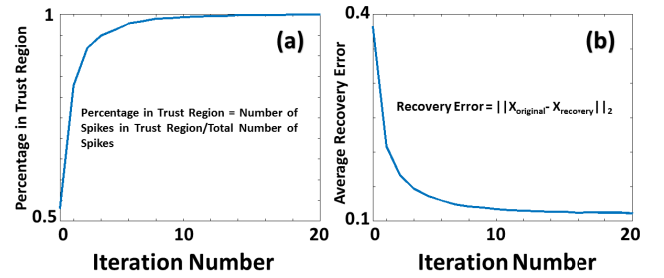 1
(a)
Percentage in Trust Region
Percentage in Trust Region = Number of
Spikes in Trust Region/Total Number of
Spikes
0.5
0
10
20
Iteration Number
0.4
(b)
Average Recovery Error
Recovery Error = ||Xoriginal- Xrecovery||2
0.1
0
10
20
Iteration Number